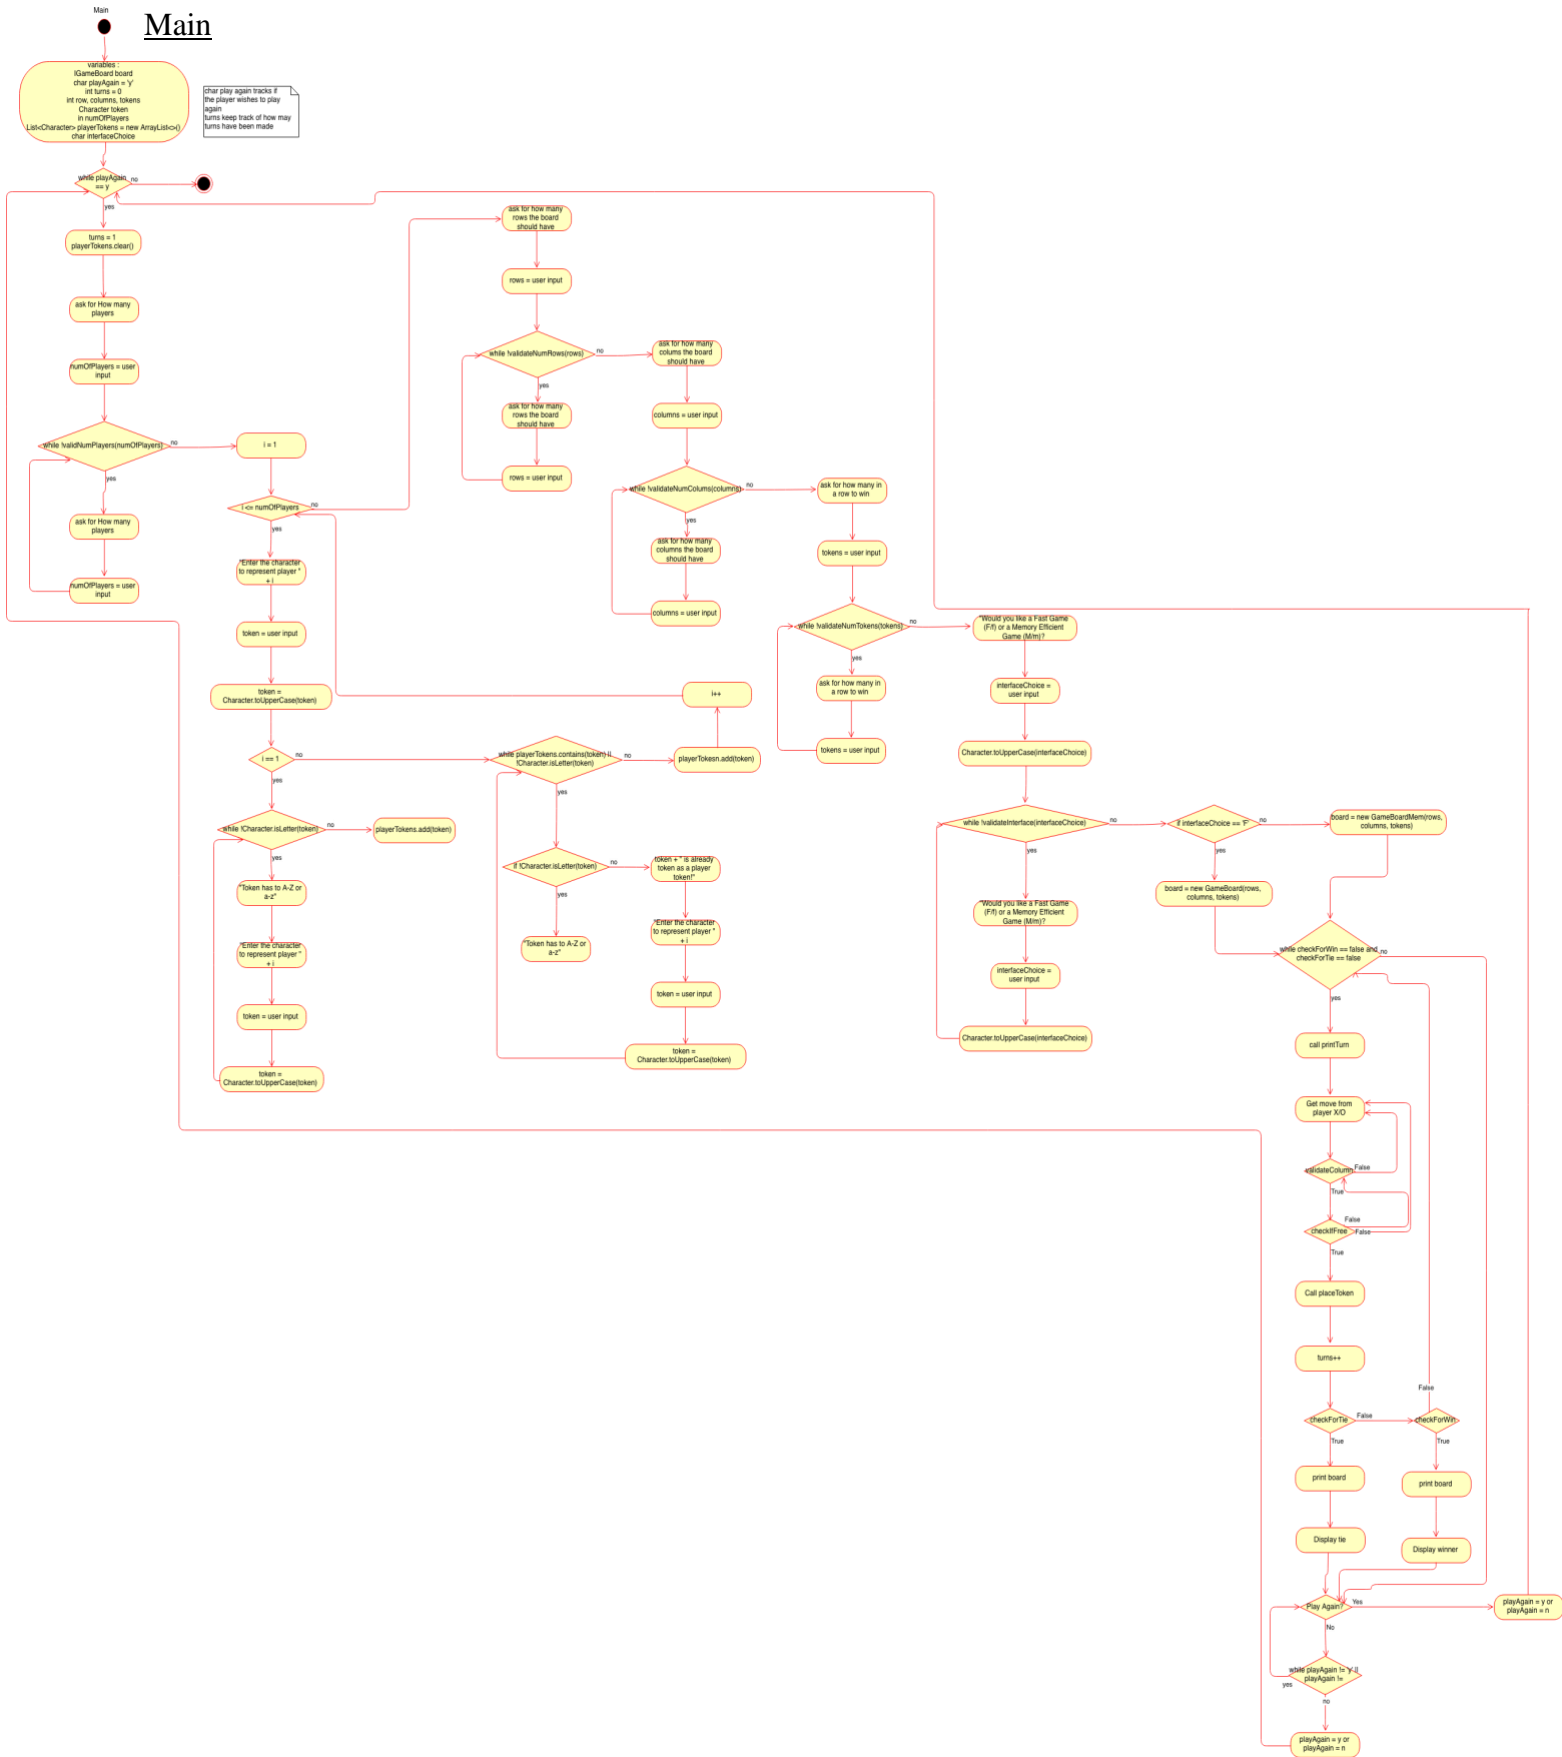 Main
Main
variables :
IGameBoard board
char playAgain = 'y'
int turns = 0
int row, columns, tokens
Character token
in numOfPlayers
List<Character> playerTokens = new ArrayList<>()
char interfaceChoice
char play again tracks if
the player wishes to play
again
turns keep track of how may
turns have been made
while playAgain
== y
no
yes
turns = 1
playerTokens.clear()
ask for How many
players
numOfPlayers = user
input
while !validNumPlayers(numOfPlayers)
no
yes
ask for How many
players
numOfPlayers = user
input
i = 1
i <= numOfPlayers
no
yes
"Enter the character
to represent player "
+ i
token = user input
token =
Character.toUpperCase(token)
i == 1
no
yes
while !Character.isLetter(token)
no
yes
playerTokens.add(token)
"Token has to A-Z or
a-z"
"Enter the character
to represent player "
+ i
token = user input
token =
Character.toUpperCase(token)
while playerTokens.contains(token) ||
!Character.isLetter(token)
no
yes
playerTokesn.add(token)
i++
if !Character.isLetter(token)
no
yes
"Token has to A-Z or
a-z"
token + " is already
token as a player
token!"
"Enter the character
to represent player "
+ i
token = user input
token =
Character.toUpperCase(token)
ask for how many
rows the board
should have
rows = user input
while !validateNumRows(rows)
no
yes
ask for how many
rows the board
should have
rows = user input
ask for how many
colums the board
should have
columns = user input
while !validateNumColums(columns)
no
yes
ask for how many
columns the board
should have
columns = user input
ask for how many in
a row to win
tokens = user input
while !validateNumTokens(tokens)
no
yes
ask for how many in
a row to win
tokens = user input
"Would you like a Fast Game
(F/f) or a Memory Efficient
Game (M/m)?
interfaceChoice =
user input
Character.toUpperCase(interfaceChoice)
while !validateInterface(interfaceChoice)
no
yes
"Would you like a Fast Game
(F/f) or a Memory Efficient
Game (M/m)?
interfaceChoice =
user input
Character.toUpperCase(interfaceChoice)
if interfaceChoice == 'F'
no
yes
board = new GameBoardMem(rows,
columns, tokens)
board = new GameBoard(rows,
columns, tokens)
while checkForWin == false and
checkForTie == false
no
yes
call printTurn
Get move from
player X/O
validateColumn
False
True
checkIfFree
False
False
True
Call placeToken
turns++
checkForTie
False
True
checkForWin
False
True
print board
Display tie
print board
Display winner
Play Again?
Yes
No
playAgain = y or
playAgain = n
while playAgain != 'y' ||
playAgain !=
yes
no
playAgain = y or
playAgain = n